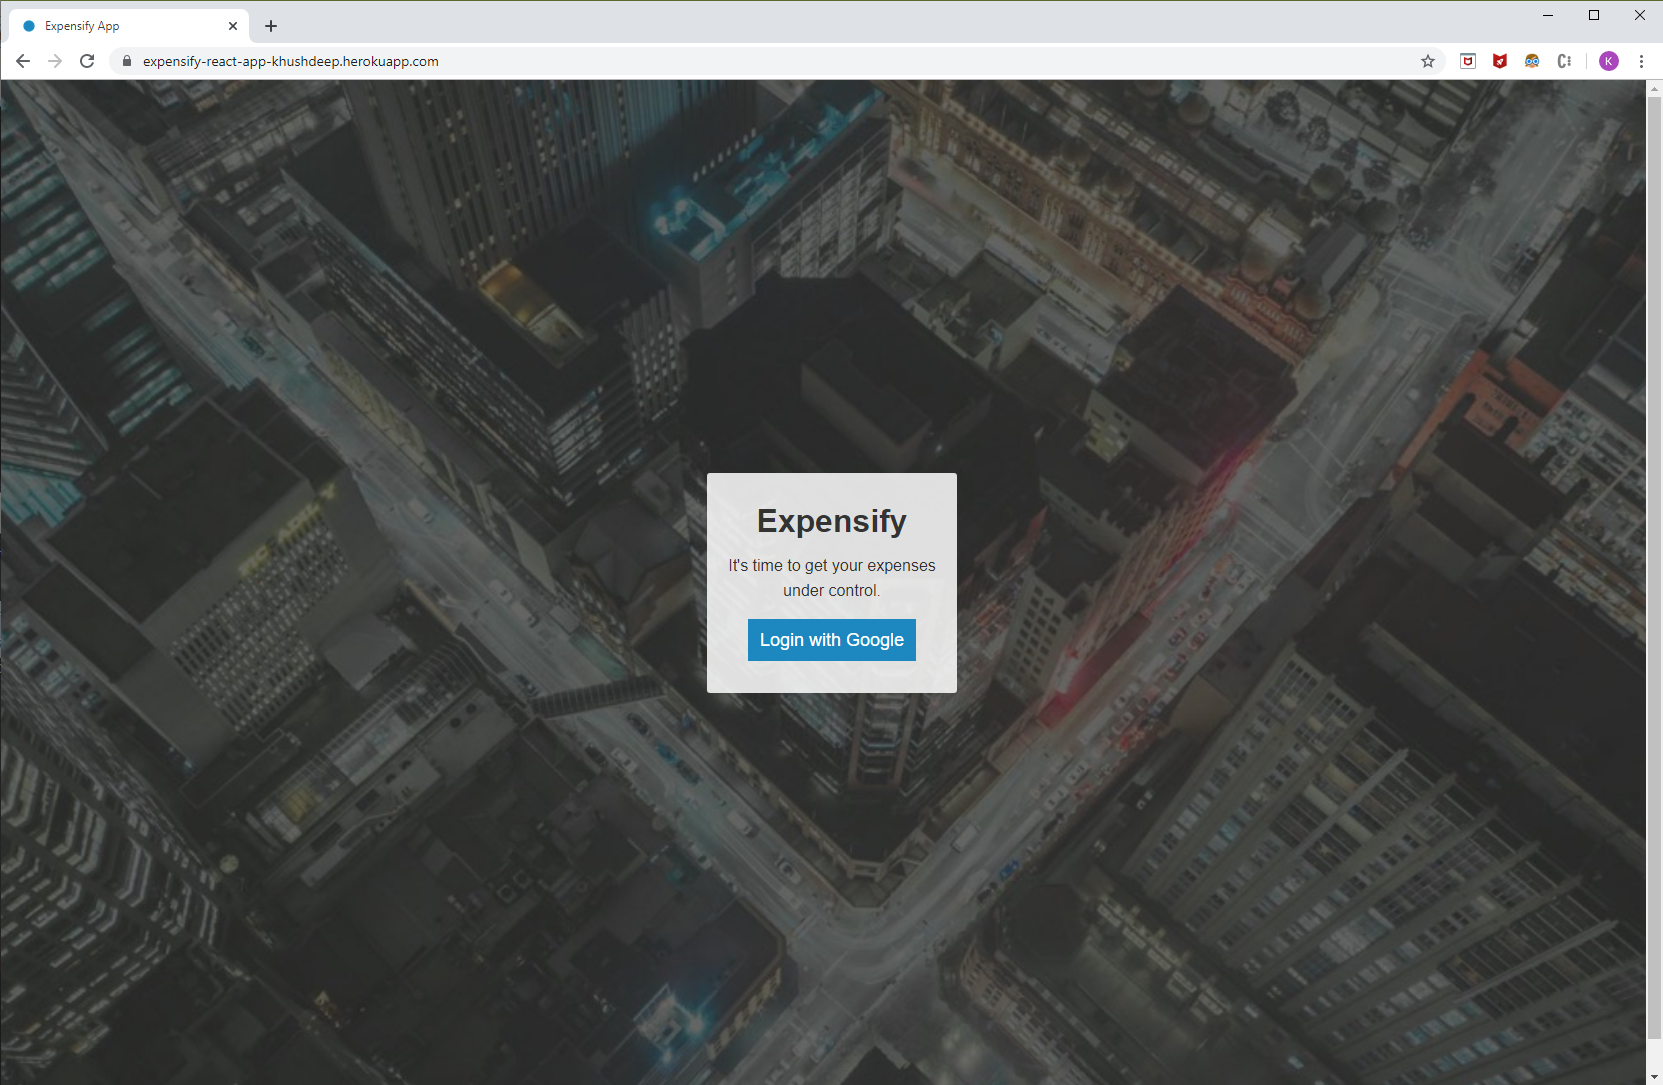 Expensify App
expensify-react-app-khushdeep.herokuapp.com
K
Expensify
It's time to get your expenses
under control.
Login with Google